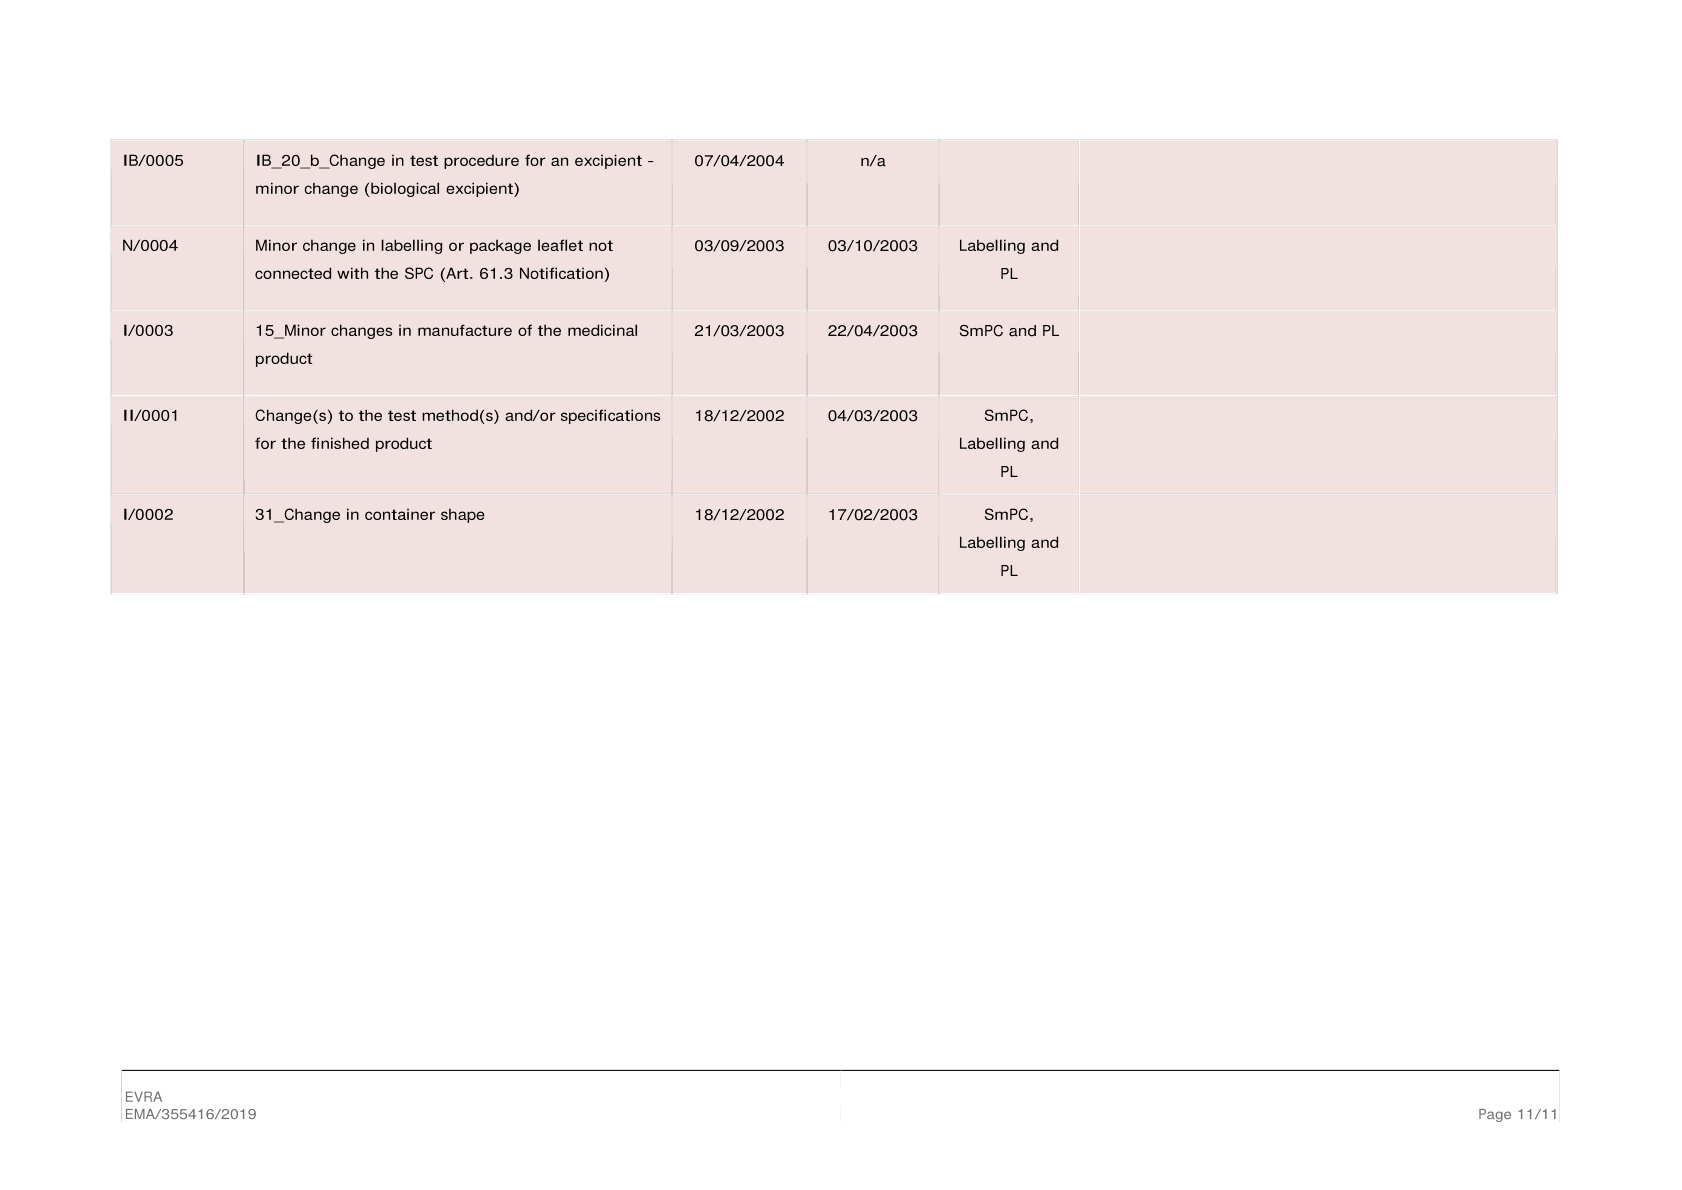 IB/0005
IB_20_b_Change in test procedure for an excipient -
minor change (biological excipient)
07/04/2004
n/a
N/0004
Minor change in labelling or package leaflet not
connected with the SPC (Art. 61.3 Notification)
03/09/2003
03/10/2003
Labelling and
PL
I/0003
15_Minor changes in manufacture of the medicinal
product
21/03/2003
22/04/2003
SmPC and PL
II/0001
Change(s) to the test method(s) and/or specifications
for the finished product
18/12/2002
04/03/2003
SmPC,
Labelling and
PL
I/0002
31_Change in container shape
18/12/2002
17/02/2003
SmPC,
Labelling and
PL
EVRA
EMA/355416/2019
Page 11/11